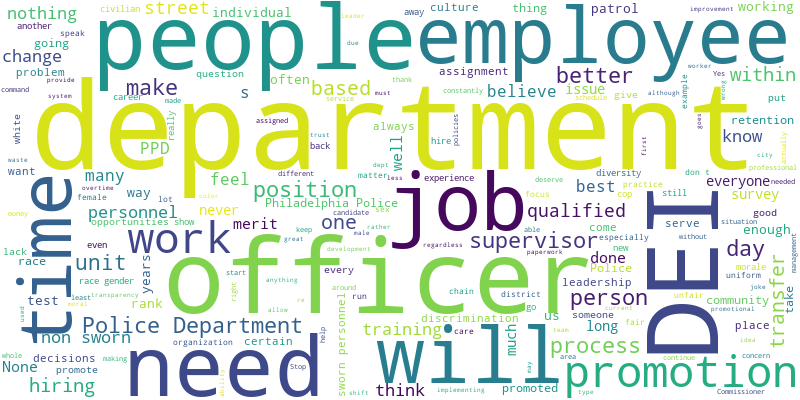 nothing
another
civilian
street
individual
away
culture
leader
thing
patrol
improvement
working
speak
going
change
problem
people
employee
due
question
often
assignment
better
worker
Yes
within
command
provide
system
career
made
make
s
based
service
thank
must
constantly
believe
issue
schedule
give
although
example
wrong
put
department
white
PPD
really
assigned
trust
back
always
well
hire
policies
first
goes
retention
know
waste
want
many
feel
different
matter
dept
less
experience
diversity
don t
city
actually
professional
everyone
needed
overtime
female
way
lot
position
job
deserve
best
practice
still
survey
time
money
personnel
opportunities
show
never
color
Philadelphia Police
candidate
sex
merit
one
keep
male
rather
qualified
focus
cop
serve
good
situation
DEI
lack
even
race
work
great
development
regardless
able
paperwork
supervisor
come
especially
without
day
enough
management
unit
years
race gender
least
transparency
test
used
moral
rank
officer
start
right
anything
every
around
run
re
allow
chain
district
go
new
done
Police
leadership
us
someone
person
unfair
morale
uniform
community
transfer
take
promotional
Police Department
non sworn
organization
certain
help
sworn personnel
training
discrimination
care
much
long
fair
current
place
idea
None
decisions
promote
whole
making
hiring
need
ability
Stop
will
think
shift
implementing
promoted
may
team
process
area
type
promotion
continue
concern
joke
Commissioner